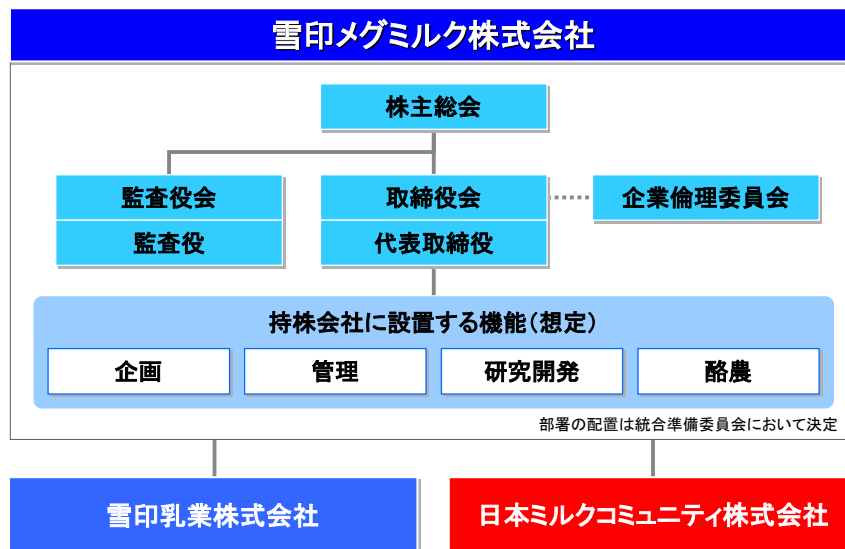 雪印メグミルク株式会社
株主総会
監査役会
監査役
取締役会
代表取締役
企業倫理委員会
持株会社に設置する機能（想定）
企画
管理
研究開発
酪農
部署の配置は統合準備委員会において決定
雪印乳業株式会社
日本ミルクコミュニティ株式会社